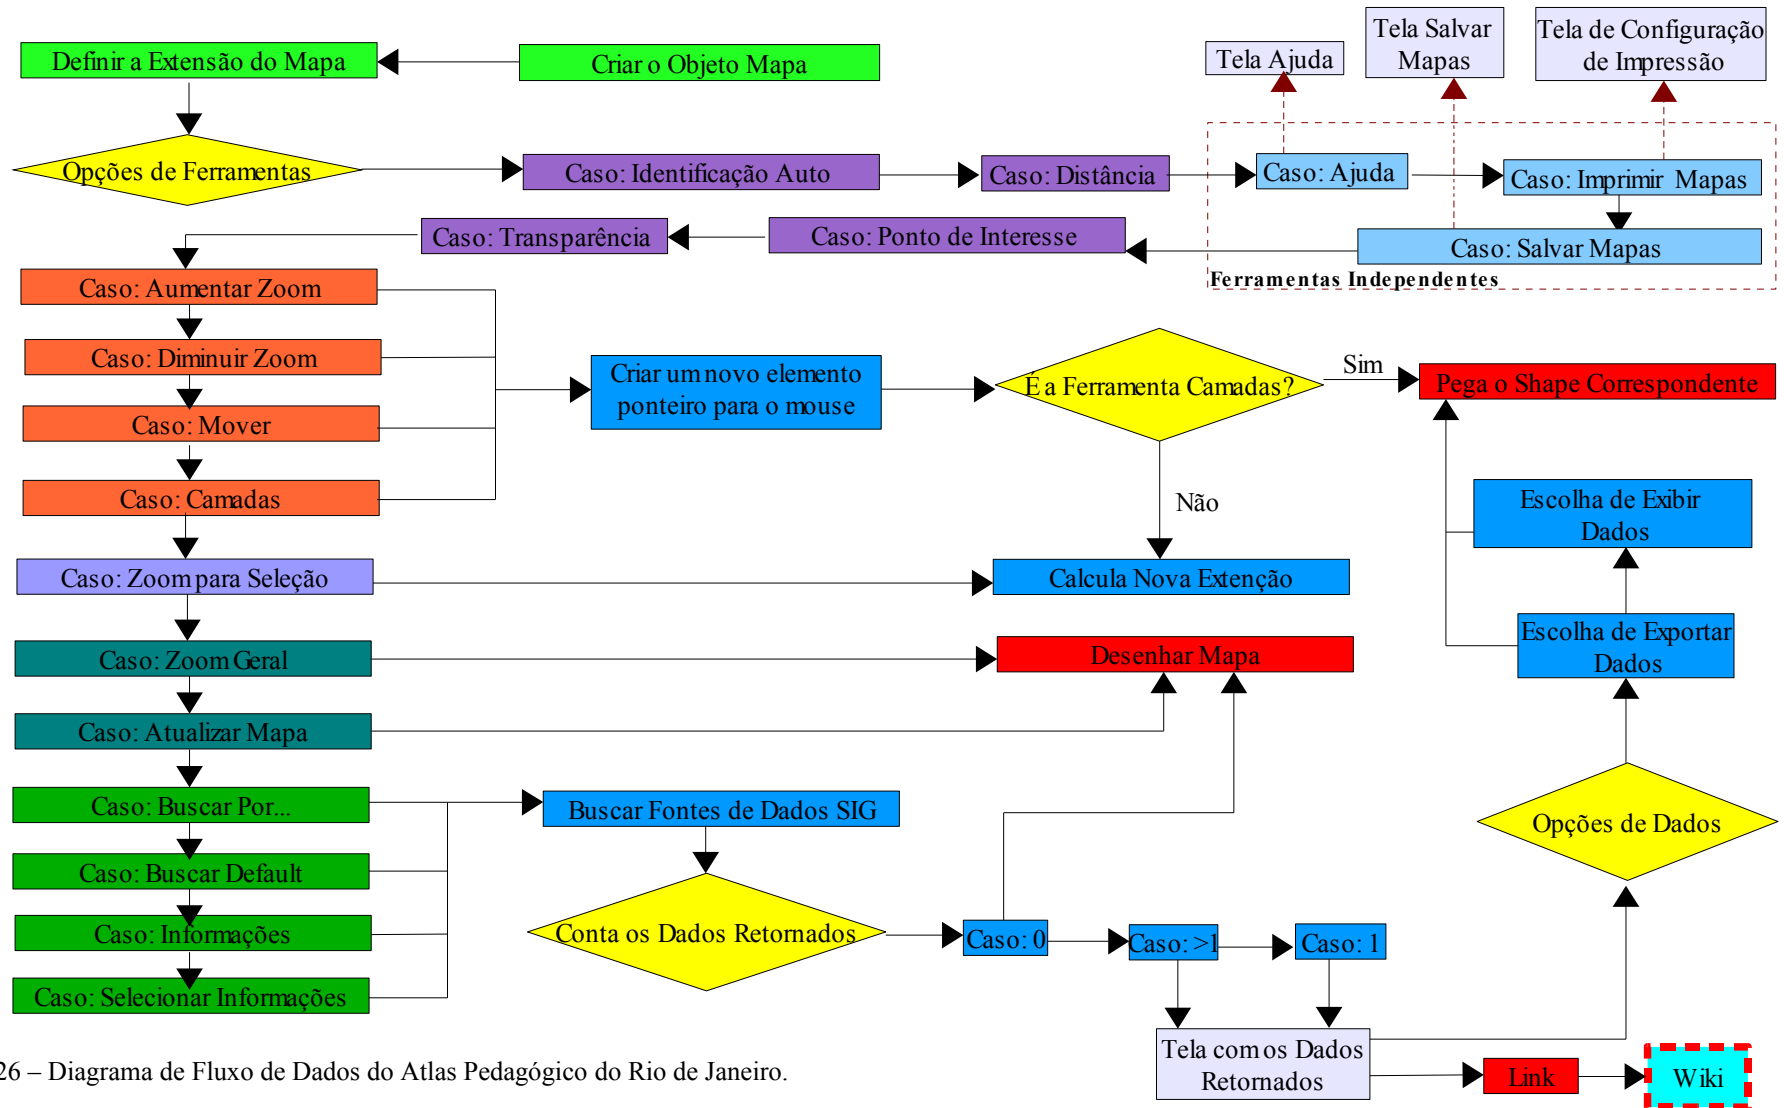 Definir a Extensão do Mapa
Criar o Objeto Mapa
Tela Ajuda
Tela Salvar
Mapas
Tela de Configuração
de Impressão
Opções de Ferramentas
Caso: Identificação Auto
Caso: Distância
Caso: Ajuda
Caso: Imprimir Mapas
Caso: Transparência
Caso: Ponto de Interesse
Caso: Salvar Mapas
Ferramentas Independentes
Caso: Aumentar Zoom
Caso: Diminuir Zoom
Caso: Mover
Caso: Camadas
Criar um novo elemento
ponteiro para o mouse
É a Ferramenta Camadas?
Sim
Pega o Shape Correspondente
Não
Escolha de Exibir
Dados
Caso: Zoom para Seleção
Calcula Nova Extenção
Escolha de Exportar
Dados
Caso: Zoom Geral
Desenhar Mapa
Caso: Atualizar Mapa
Caso: Buscar Por...
Buscar Fontes de Dados SIG
Opções de Dados
Caso: Buscar Default
Caso: Informações
Conta os Dados Retornados
Caso: 0
Caso: >1
Caso: 1
Caso: Selecionar Informações
Tela com os Dados
Retornados
Link
Wiki
26 – Diagrama de Fluxo de Dados do Atlas Pedagógico do Rio de Janeiro.